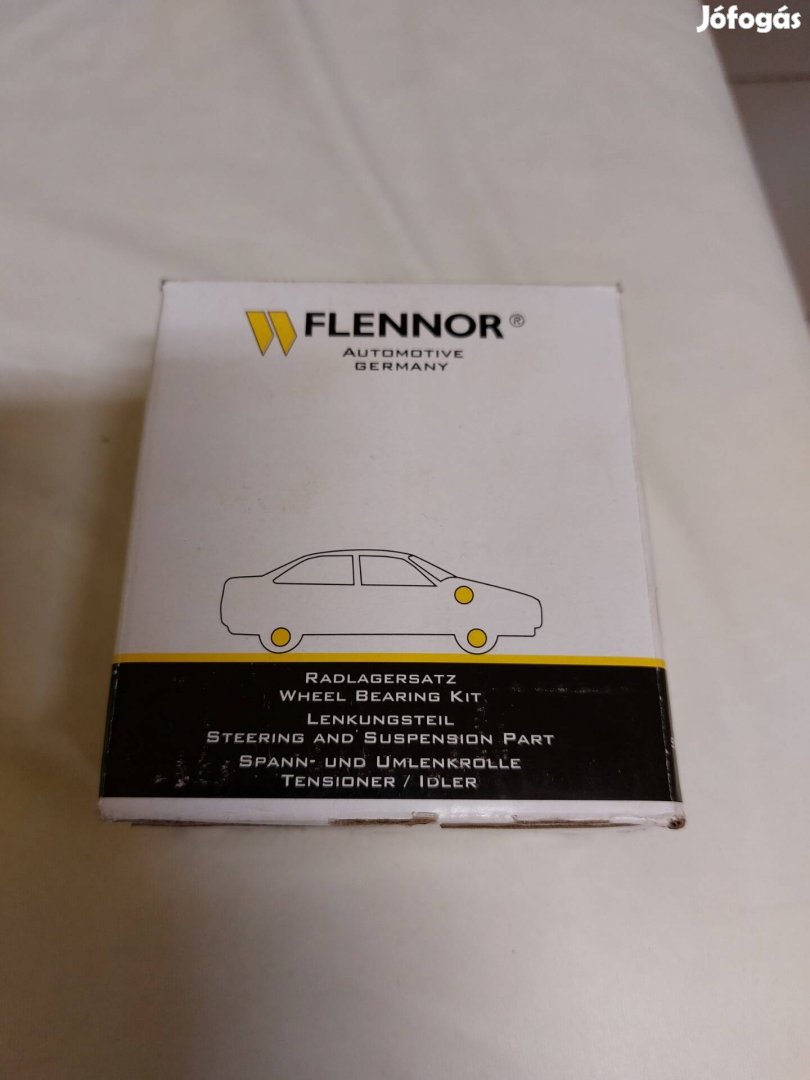 Jófogás
FLENNOR®
AUTOMOTIVE
GERMANY
RADLAGERSATZ
WHEEL BEARING KIT
LENKUNGSTEIL
STEERING AND SUSPENSION PART
SPANN- UND UMLENKROLLE
TENSIONER / IDLER